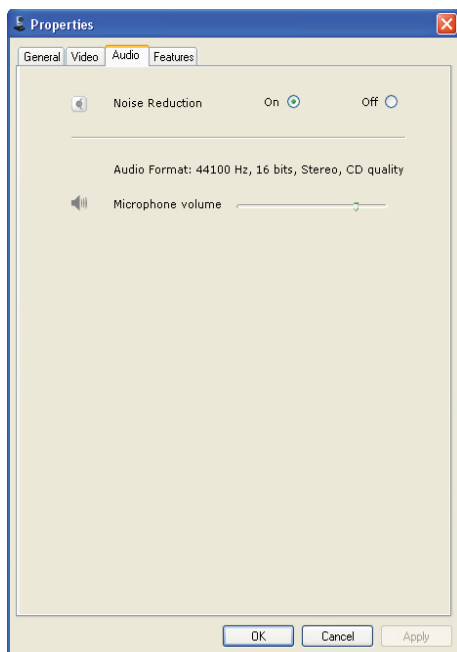 Properties
General Video Audio Features
Noise Reduction On Off
Audio Format: 44100 Hz, 16 bits, Stereo, CD quality
Microphone volume
OK Cancel Apply